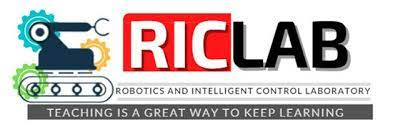 RICLAB
ROBOTICS AND INTELLIGENT CONTROL LABORATORY
TEACHING IS A GREAT WAY TO KEEP LEARNING